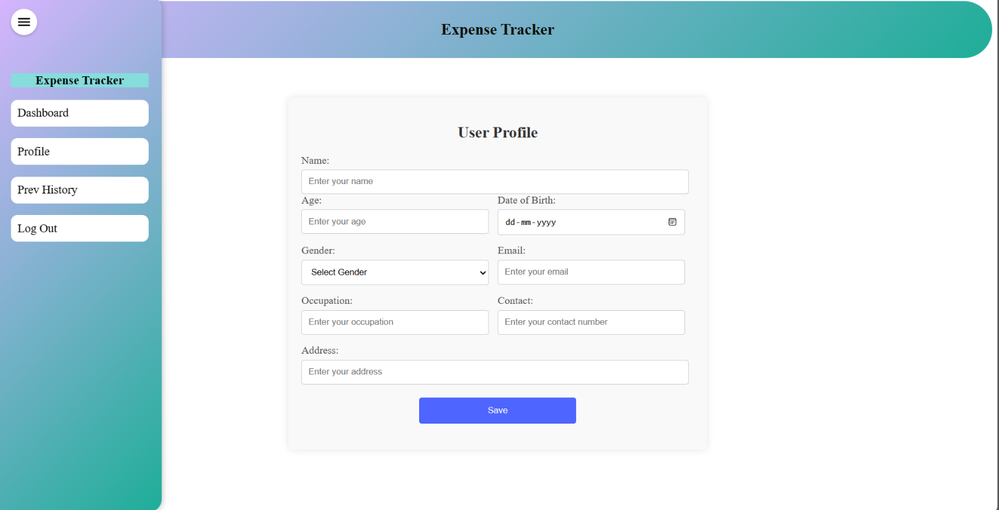 Expense Tracker
Expense Tracker
Dashboard
Profile
Prev History
Log Out
User Profile
Name:
Enter your name
Age: Date of Birth:
Enter your age dd-mm-yyyy
Gender: Email:
Select Gender Enter your email
Occupation: Contact:
Enter your occupation Enter your contact number
Address:
Enter your address
Save